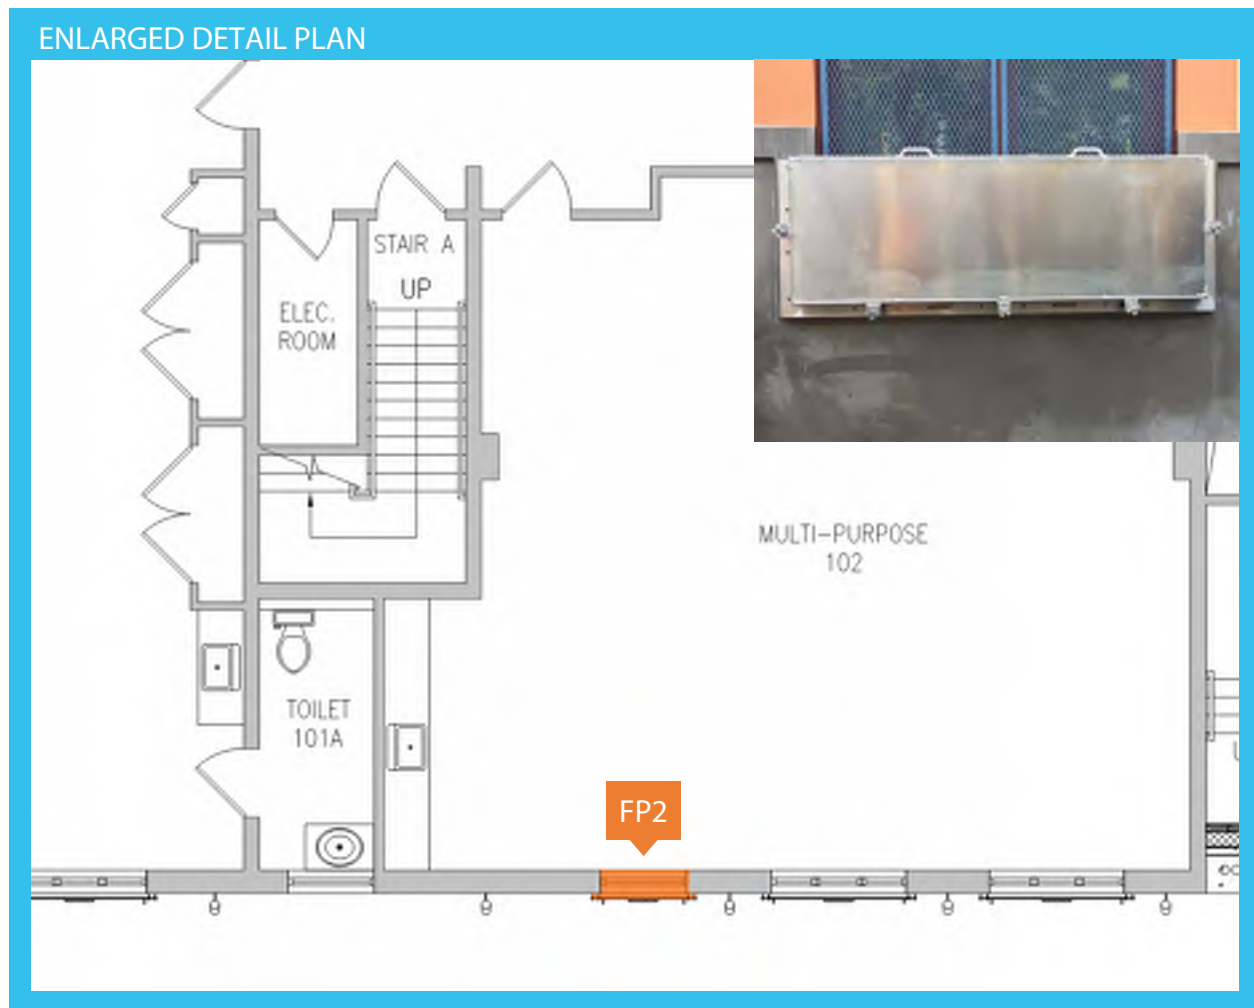 ENLARGED DETAIL PLAN
STAIR A
UP
ELEC.
ROOM
MULTI-PURPOSE
102
TOILET
101A
FP2